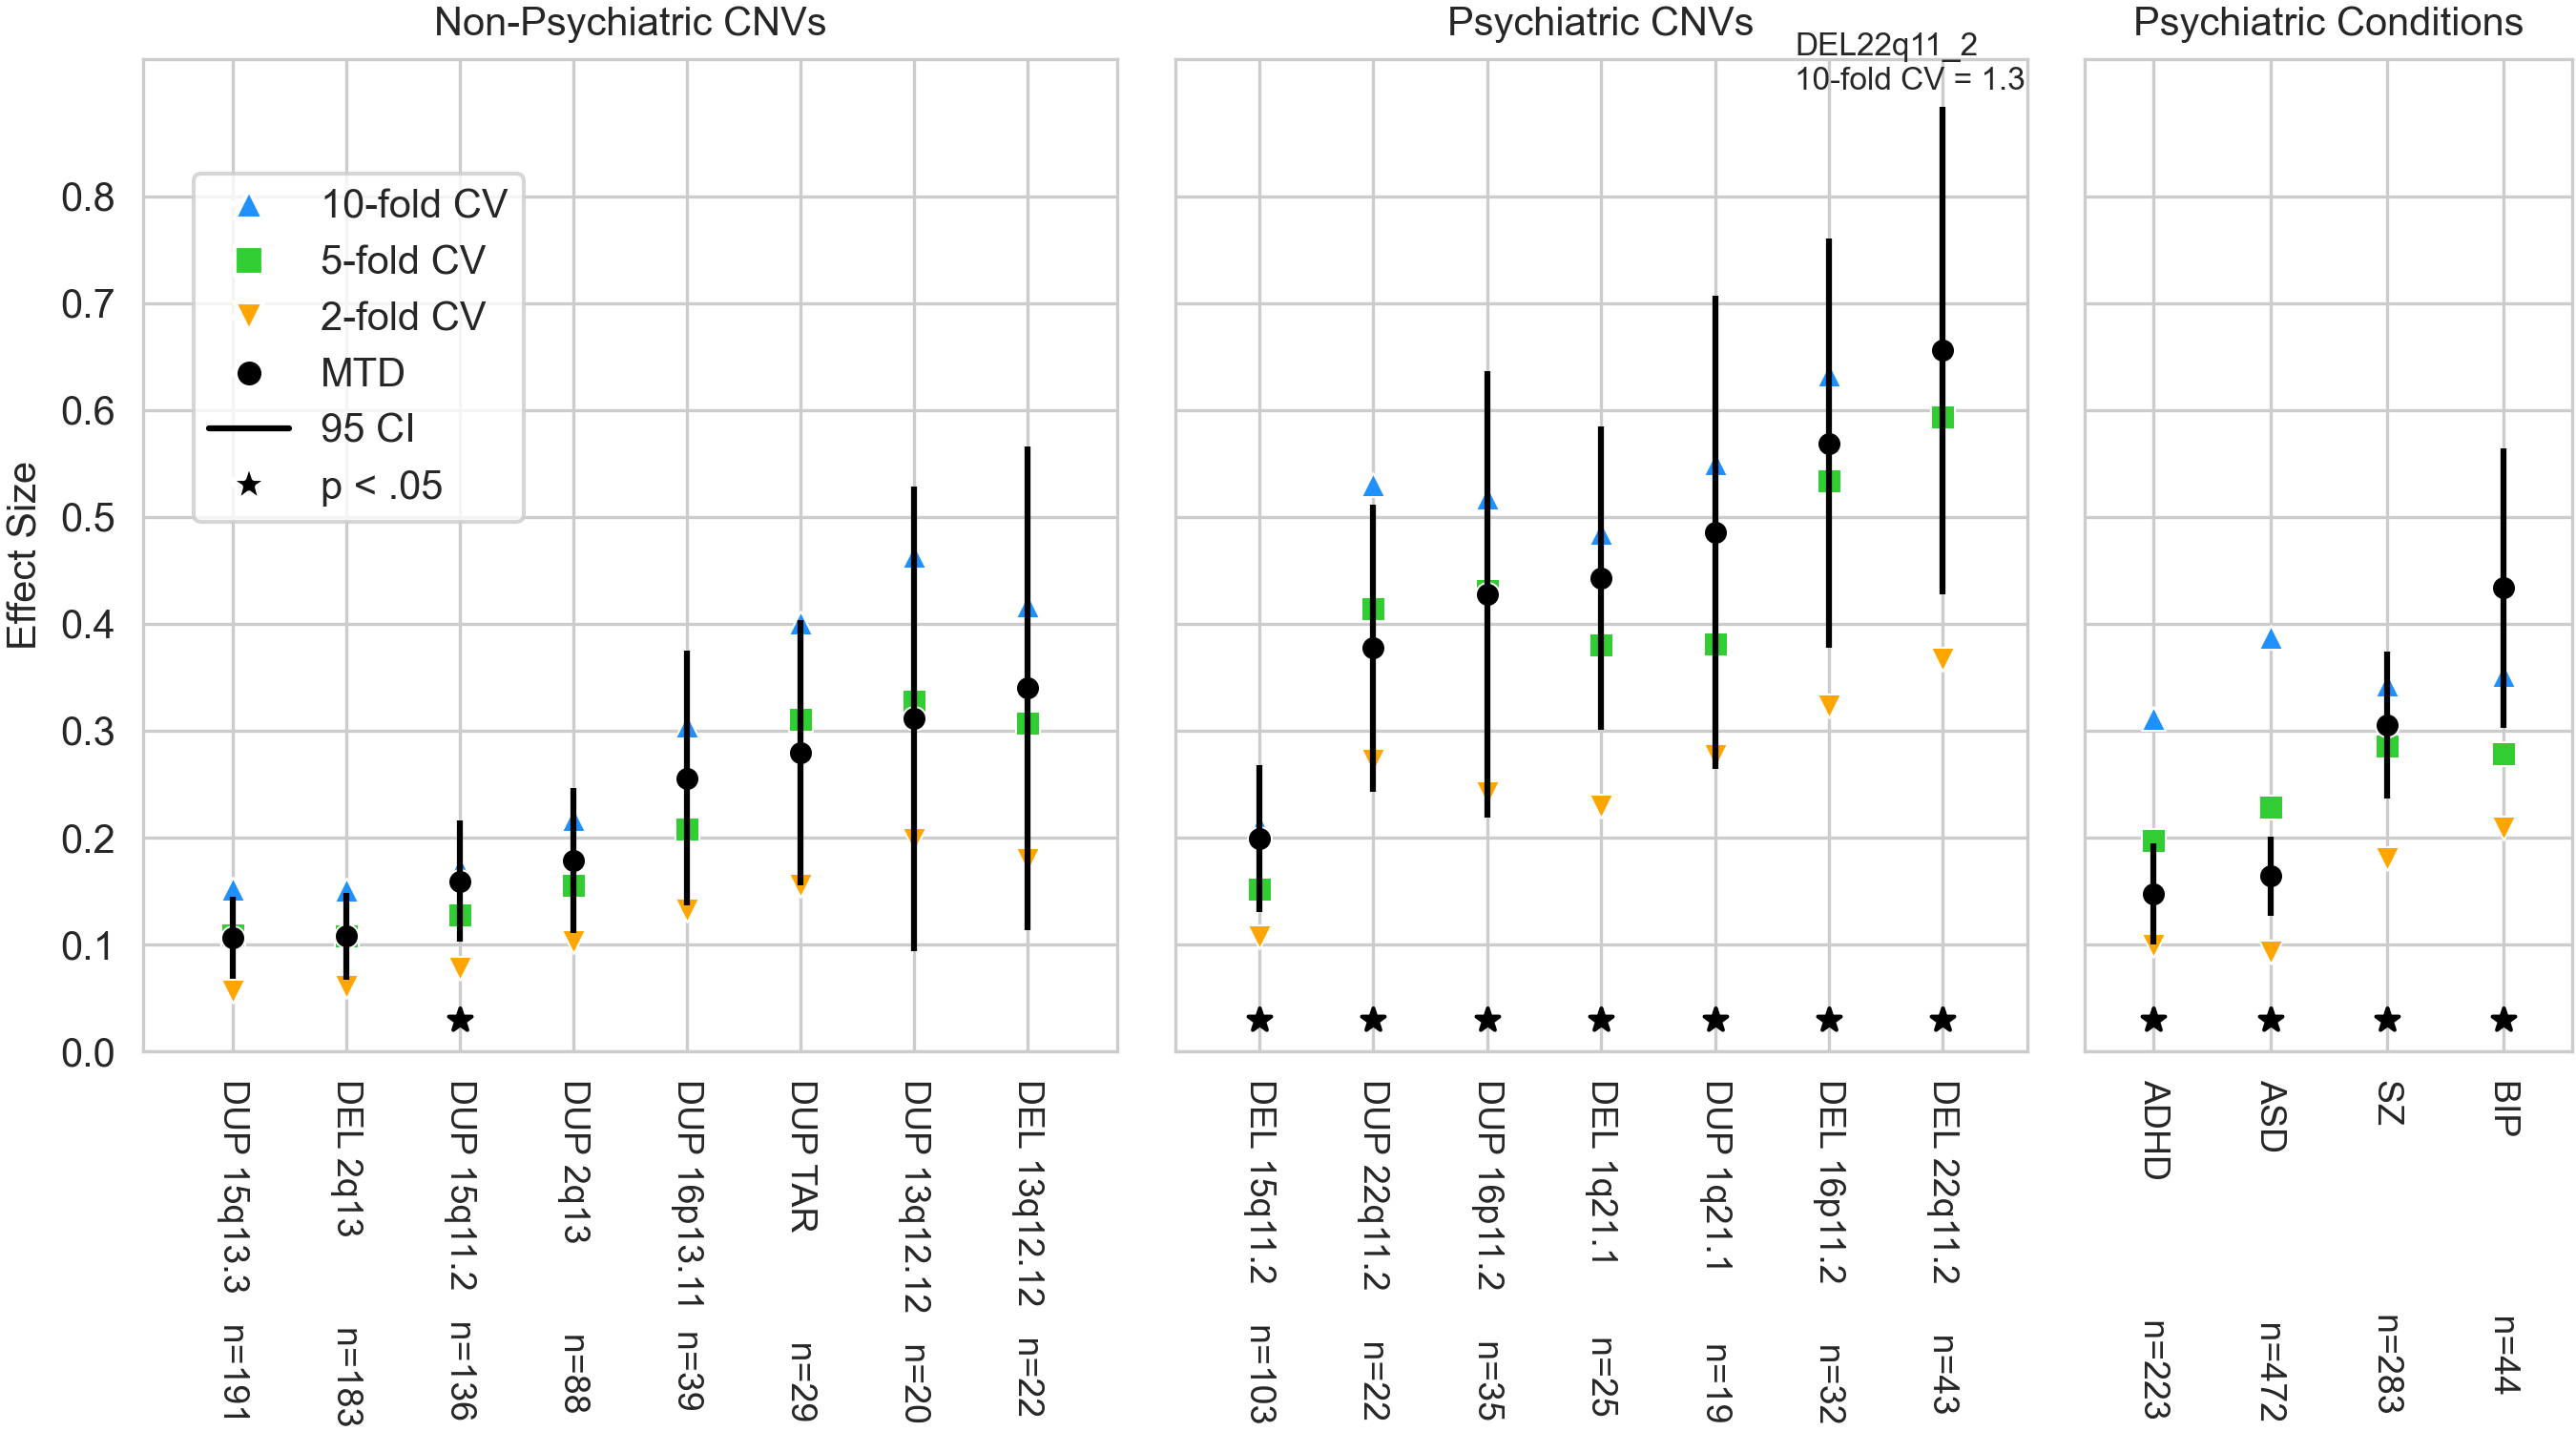 Non-Psychiatric CNVs
Psychiatric CNVs
Psychiatric Conditions
DEL22q11_2
10-fold CV = 1.3
Effect Size
0.8
0.7
0.6
0.5
0.4
0.3
0.2
0.1
0.0
10-fold CV
5-fold CV
2-fold CV
MTD
95 CI
p < .05
DUP 15q13.3 n=191
DEL 2q13 n=183
DUP 15q11.2 n=136
DUP 2q13 n=88
DUP 16p13.11 n=39
DUP TAR n=29
DUP 13q12.12 n=20
DEL 13q12.12 n=22
DEL 15q11.2 n=103
DUP 22q11.2 n=22
DUP 16p11.2 n=35
DEL 1q21.1 n=25
DUP 1q21.1 n=19
DEL 16p11.2 n=32
DEL 22q11.2 n=43
ADHD n=223
ASD n=472
SZ n=283
BIP n=44